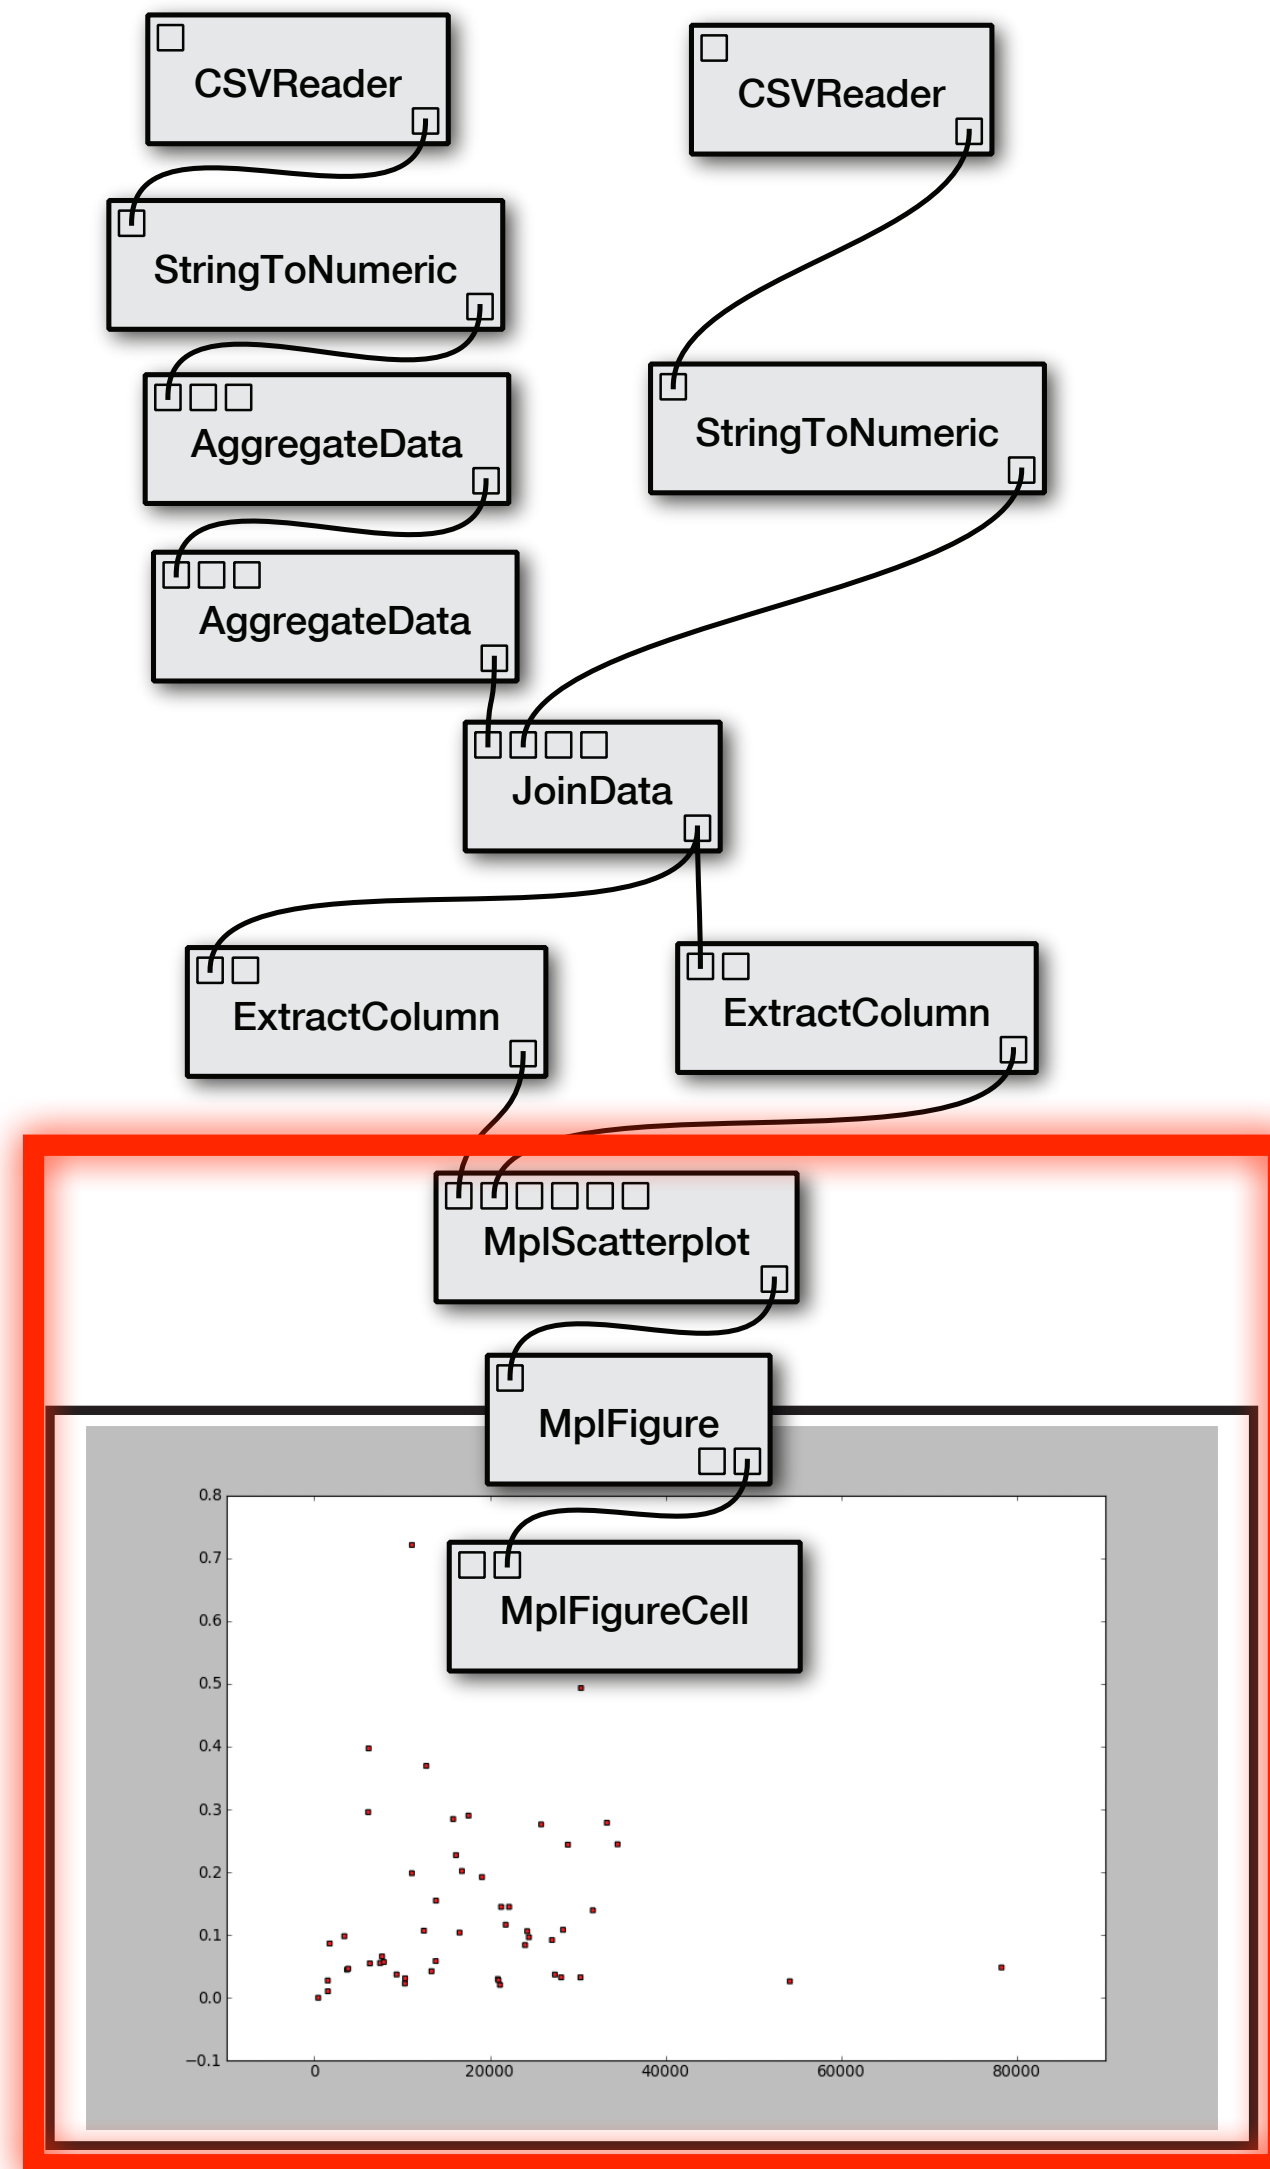 CSVReader
CSVReader
StringToNumeric
AggregateData
StringToNumeric
AggregateData
JoinData
ExtractColumn
ExtractColumn
MplScatterplot
MplFigure
MplFigureCell
0.8
0.7
0.6
0.5
0.4
0.3
0.2
0.1
0.0
−0.1
0 20000 40000 60000 80000